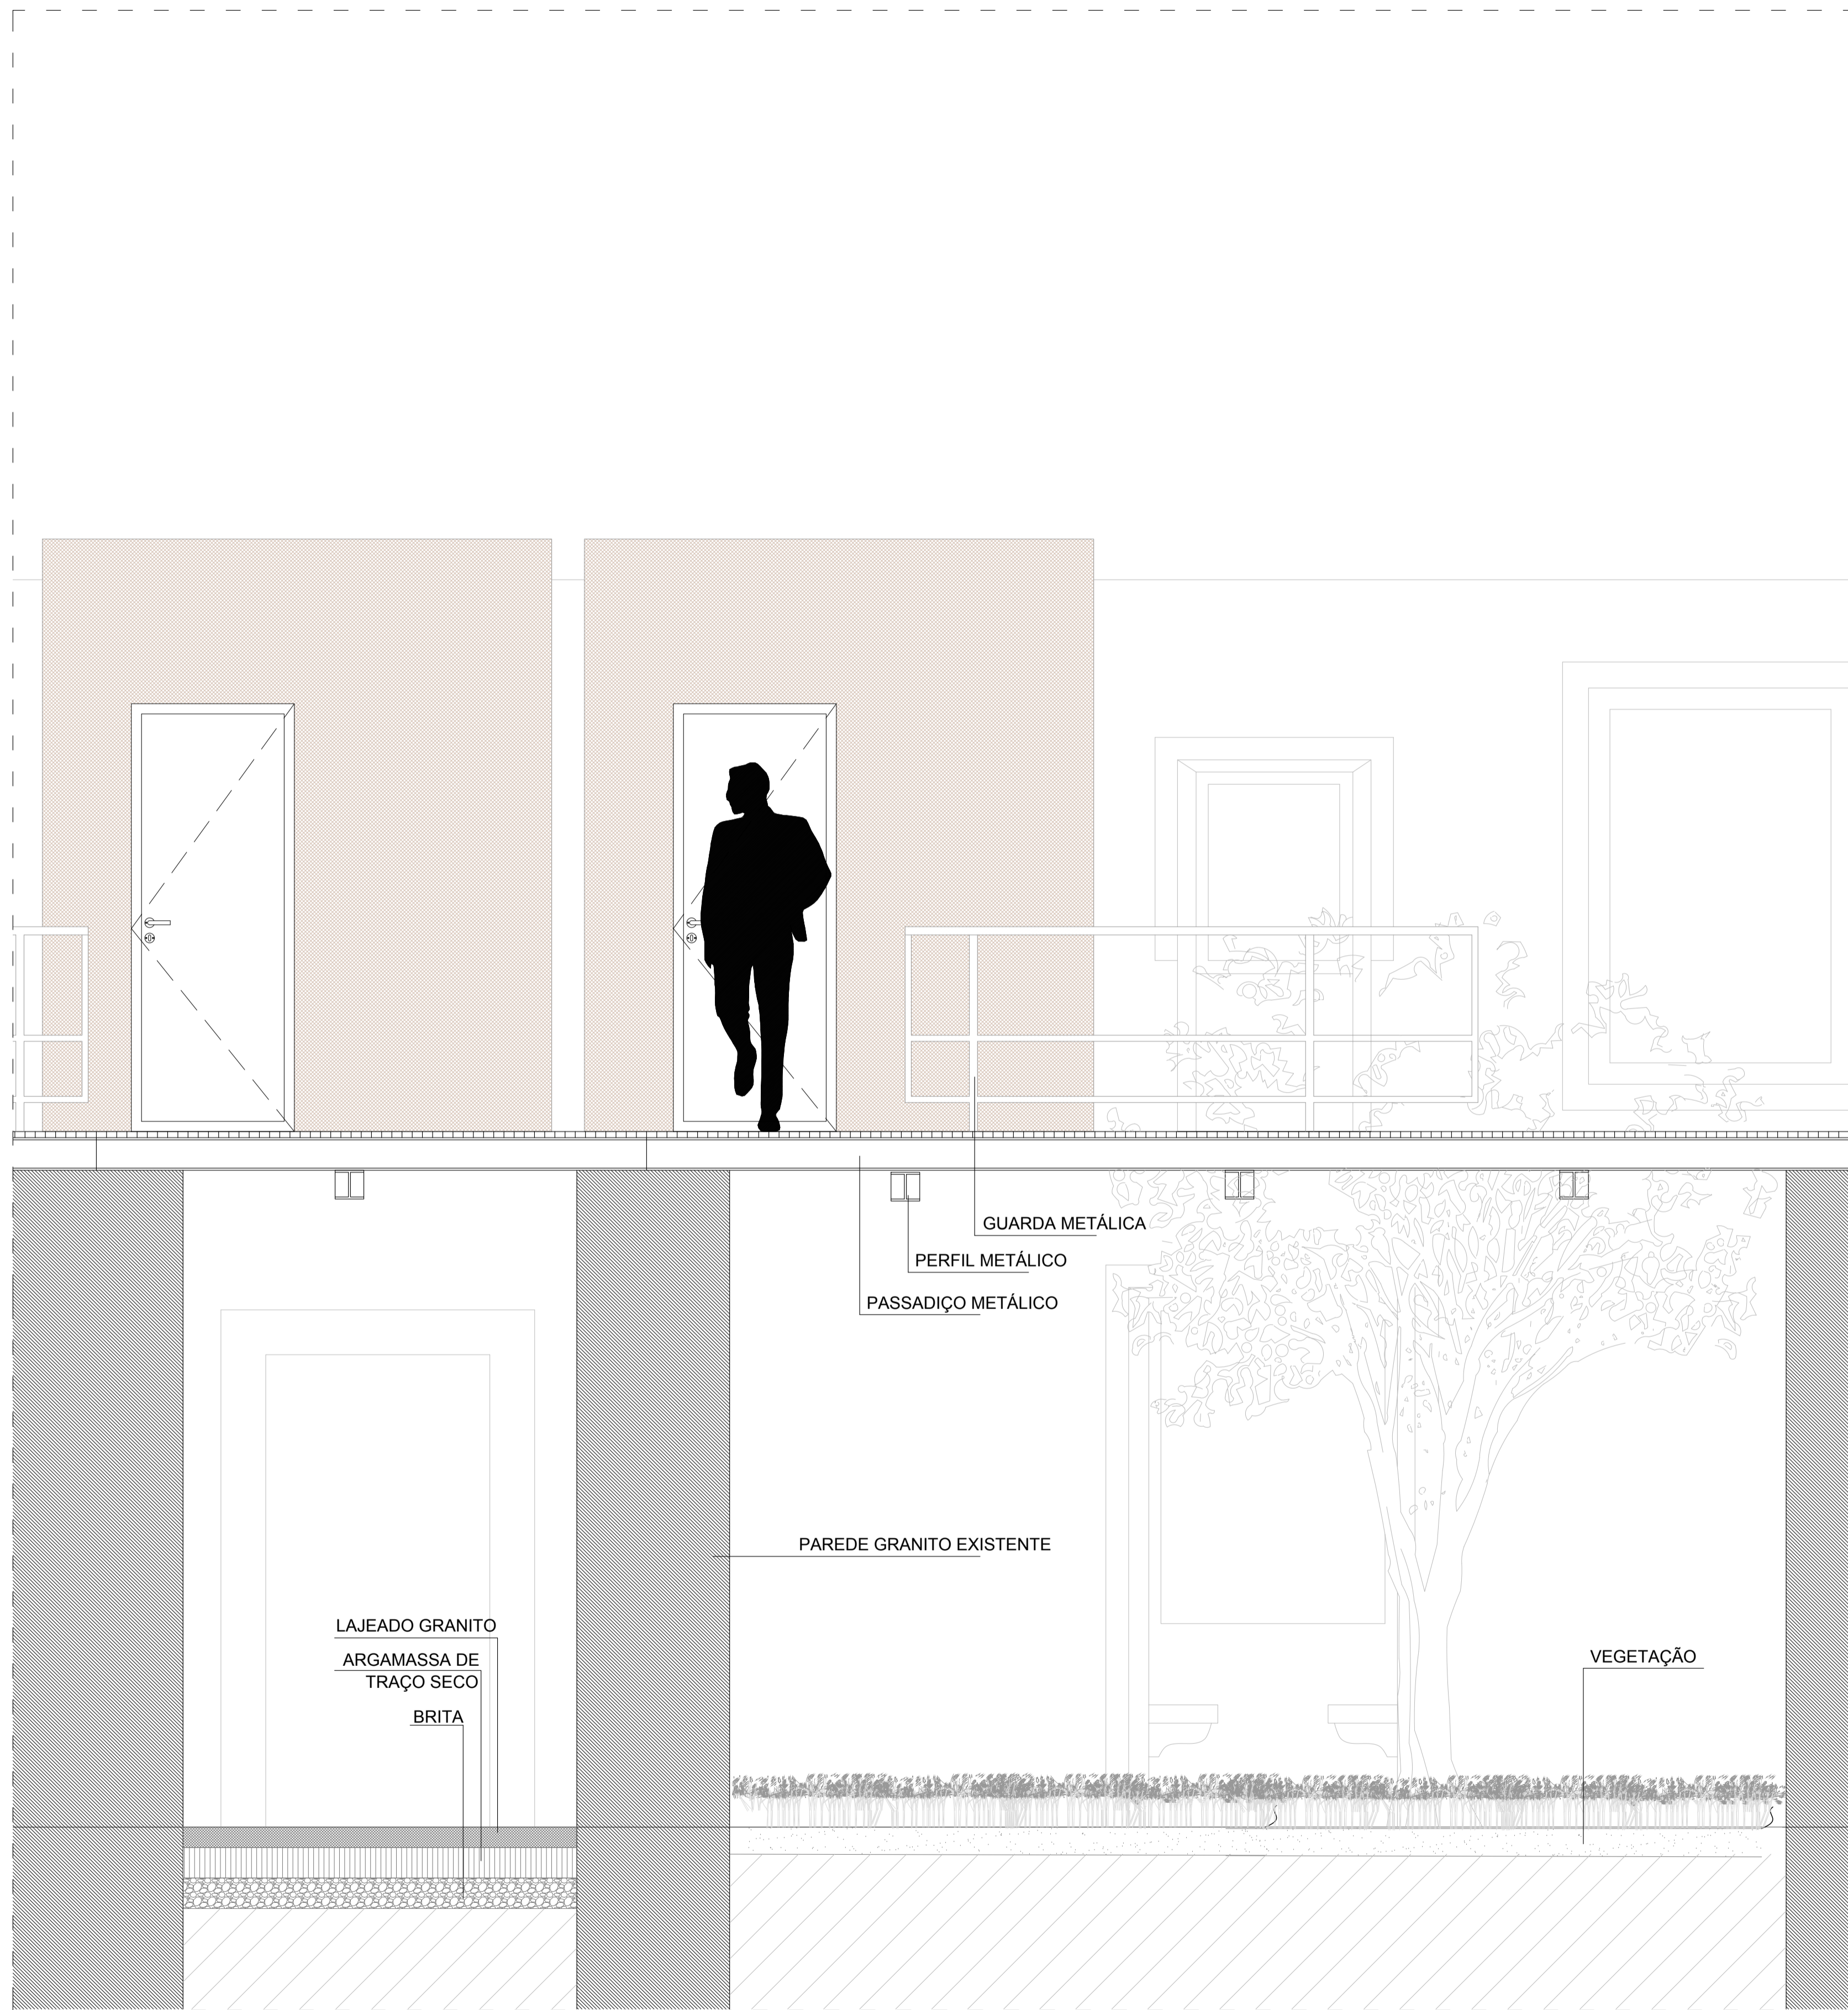 GUARDA METÁLICA
PERFIL METÁLICO
PASSADIÇO METÁLICO
PAREDE GRANITO EXISTENTE
LAJEADO GRANITO
ARGAMASSA DE
TRAÇO SECO
BRITA
VEGETAÇÃO